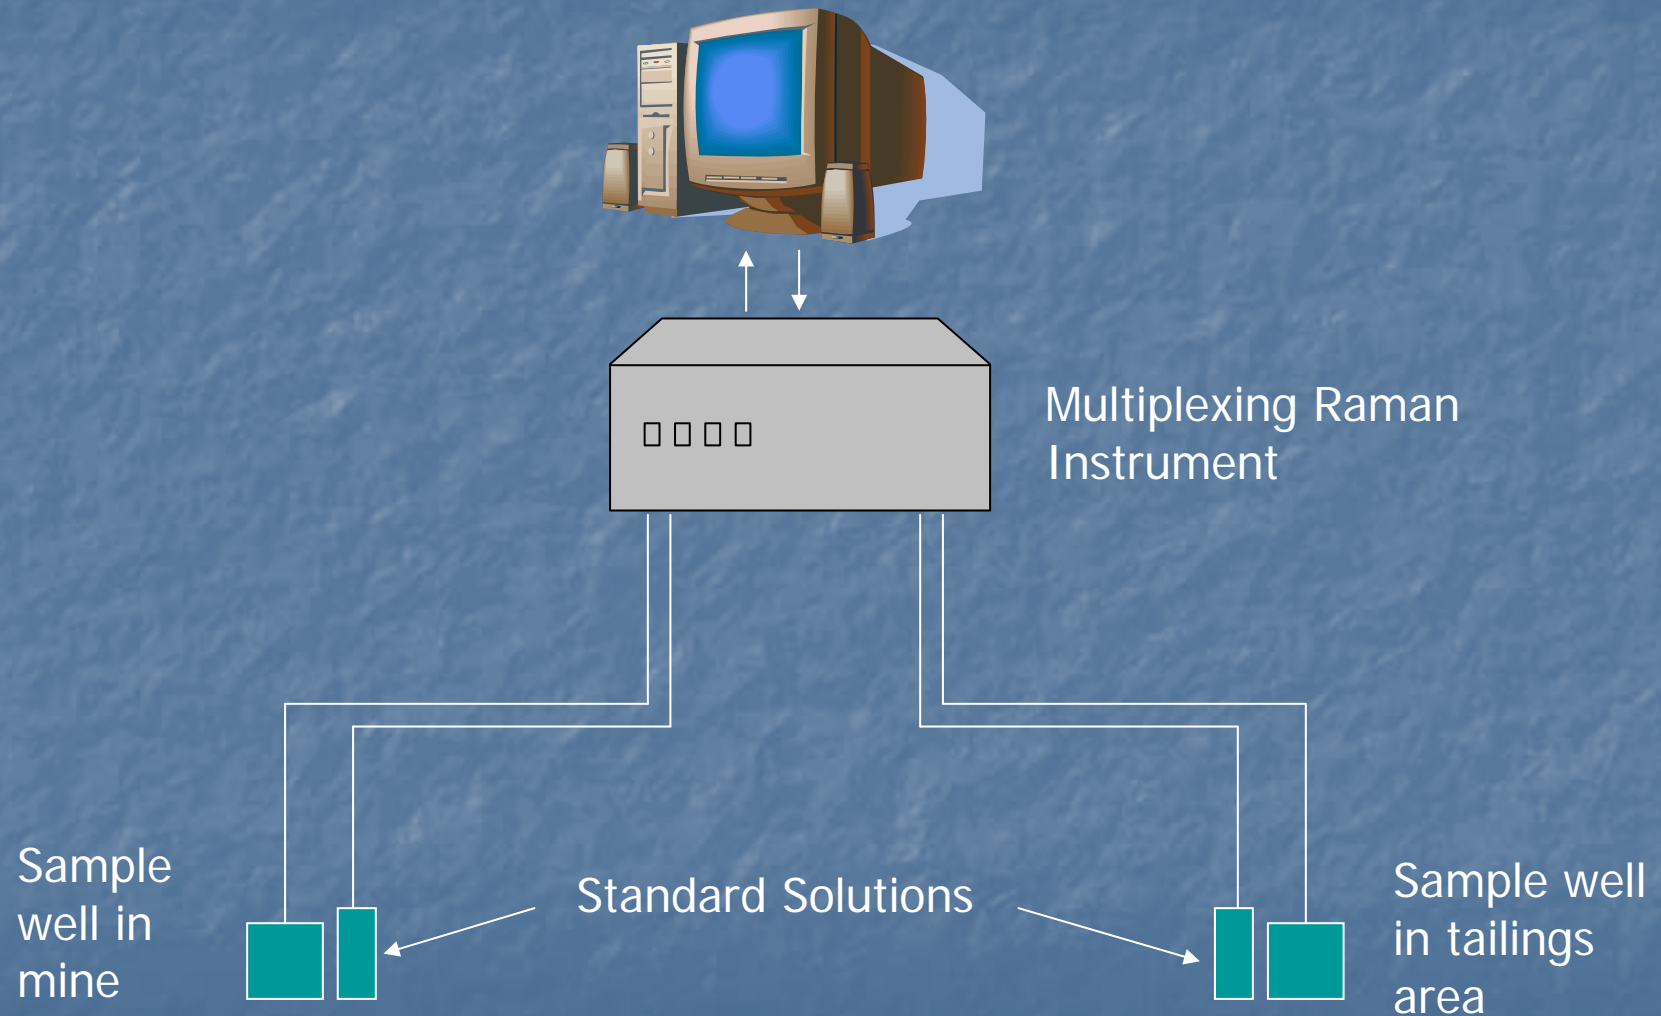 Multiplexing Raman
Instrument
Sample
well in
mine
Standard Solutions
Sample well
in tailings
area